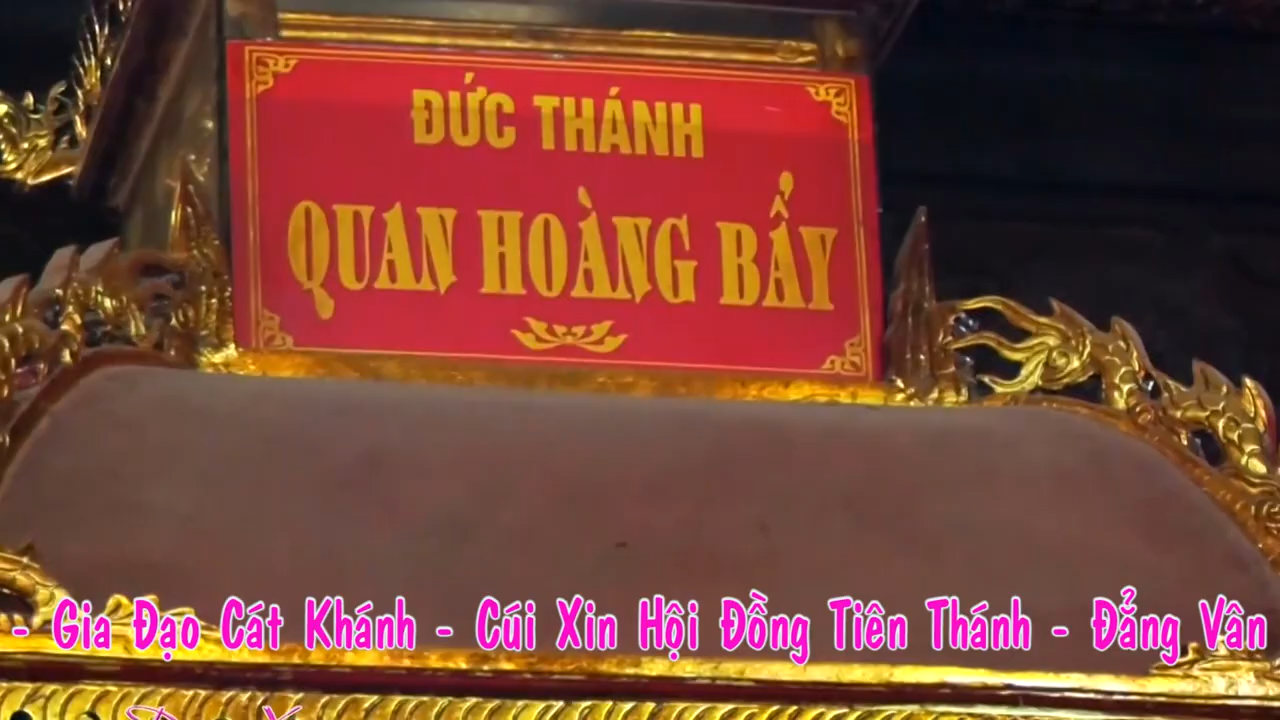 ĐỨC THÁNH
QUAN HOÀNG BẨY
- Gia Đạo Cát Khánh - Cúi Xin Hội Đồng Tiên Thánh - Đẳng Vân